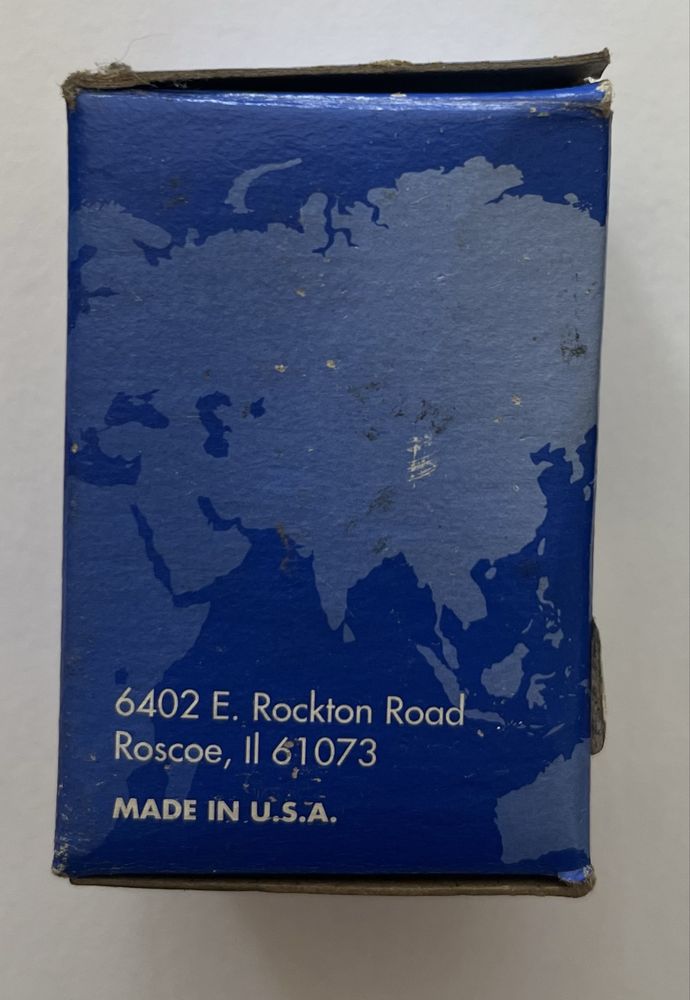 6402 E. Rockton Road
Roscoe, Il 61073
MADE IN U.S.A.